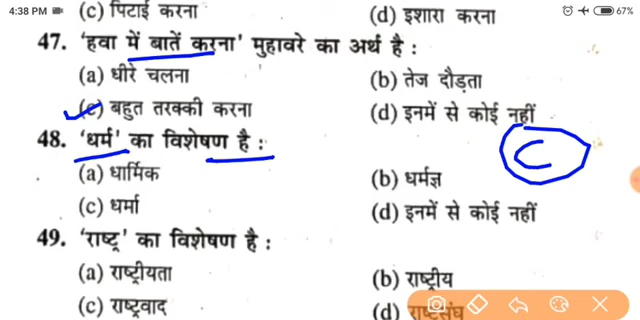 4:38 PM 67%
(c) पिटाई करना (d) इशारा करना
47. 'हवा में बातें करना' मुहावरे का अर्थ है :
(a) धीरे चलना (b) तेज दौड़ता
(c) बहुत तरक्की करना (d) इनमें से कोई नहीं
C
48. 'धर्म' का विशेषण है :
(a) धार्मिक (b) धर्मज्ञ
(c) धर्मा (d) इनमें से कोई नहीं
49. 'राष्ट्र' का विशेषण है :
(a) राष्ट्रीयता (b) राष्ट्रीय
(c) राष्ट्रवाद (d) राष्ट्रसंघ